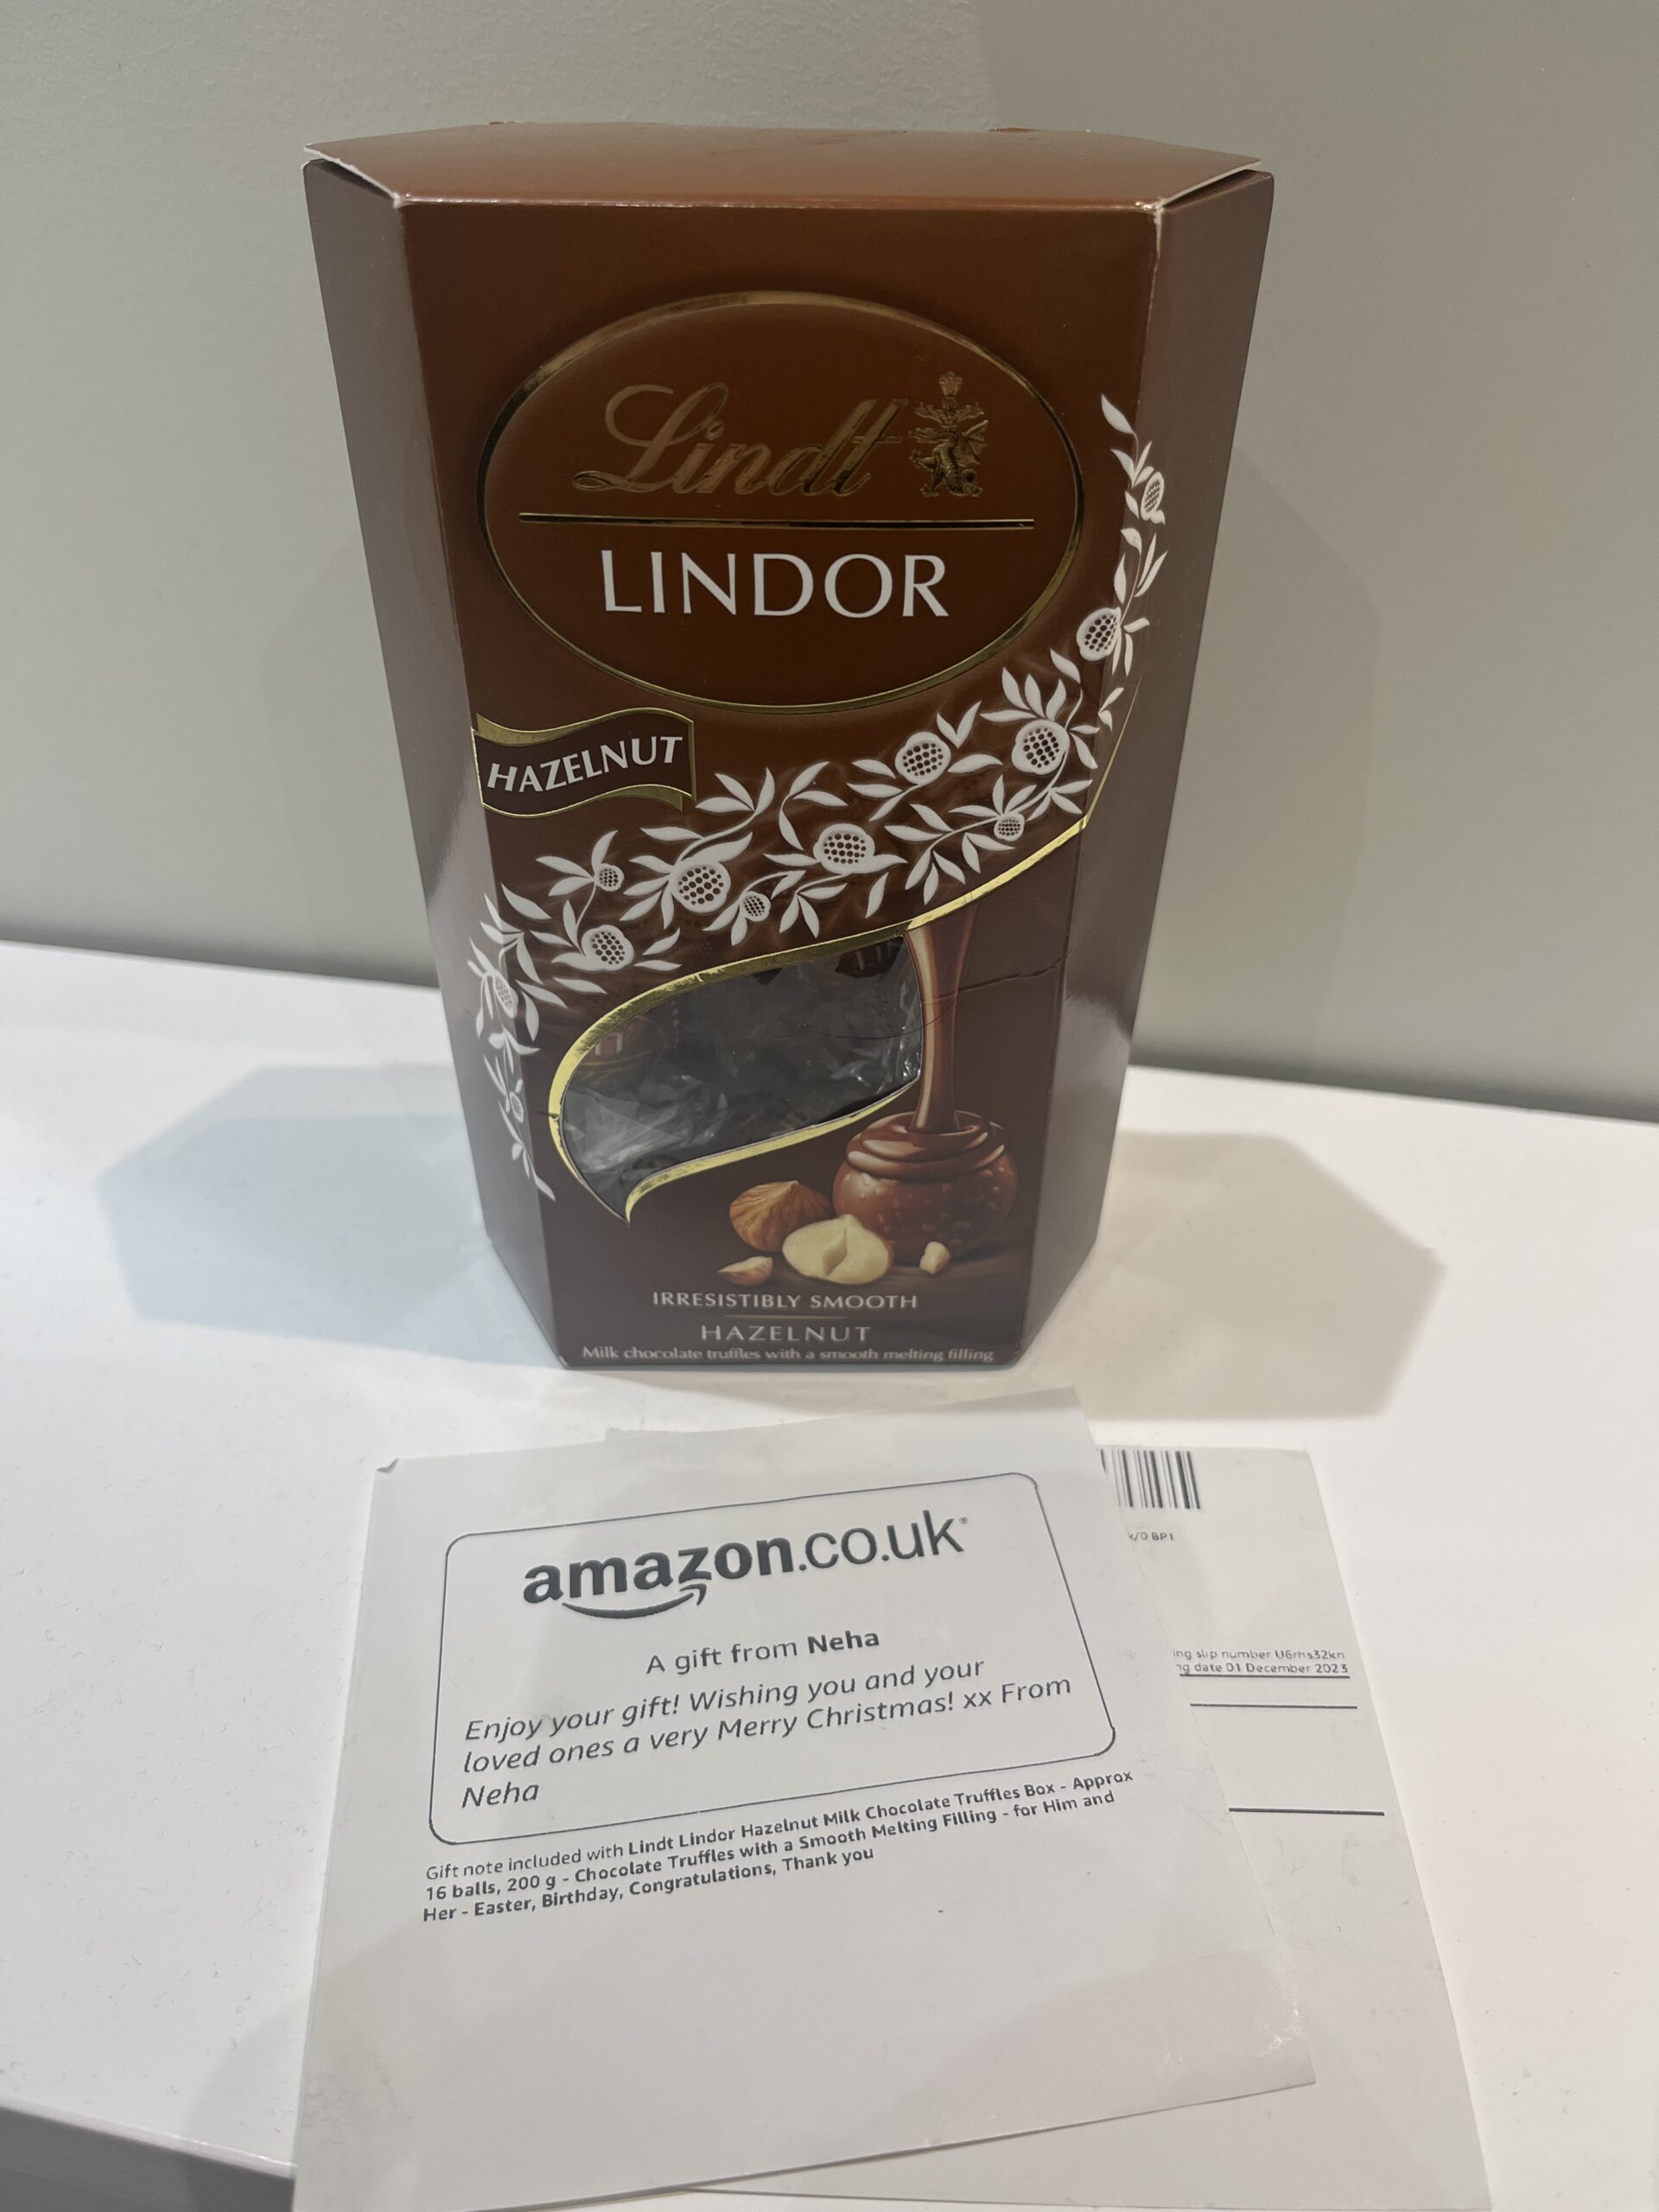 Lindt
LINDOR
HAZELNUT
IRRESISTIBLY SMOOTH
HAZELNUT
Milk chocolate truffles with a smooth melting filling
amazon.co.uk
A gift from Neha
Enjoy your gift! Wishing you and your
loved ones a very Merry Christmas! xx From
Neha
Gift note included with Lindt Lindor Hazelnut Milk Chocolate Truffles Box - Approx
16 balls, 200 g - Chocolate Truffles with a Smooth Melting Filling - for Him and
Her - Easter, Birthday, Congratulations, Thank you
/0 BP1
ing slip number U6rhs32kn
ng date 01 December 2023